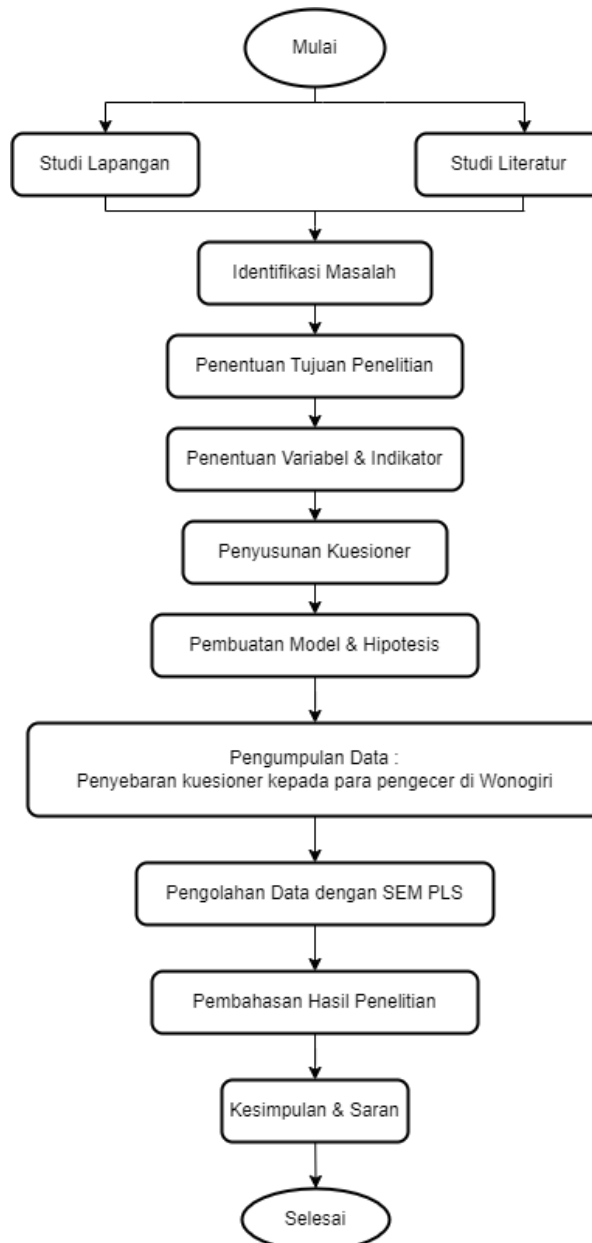 Mulai
Studi Lapangan
Studi Literatur
Identifikasi Masalah
Penentuan Tujuan Penelitian
Penentuan Variabel & Indikator
Penyusunan Kuesioner
Pembuatan Model & Hipotesis
Pengumpulan Data :
Penyebaran kuesioner kepada para pengecer di Wonogiri
Pengolahan Data dengan SEM PLS
Pembahasan Hasil Penelitian
Kesimpulan & Saran
Selesai